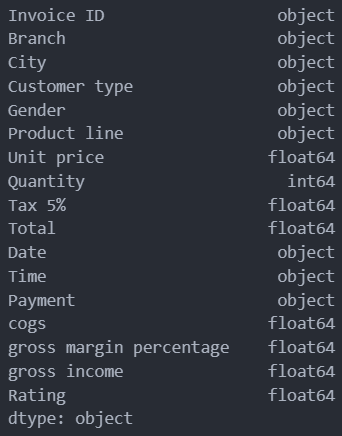 Invoice ID object
Branch object
City object
Customer type object
Gender object
Product line object
Unit price float64
Quantity int64
Tax 5% float64
Total float64
Date object
Time object
Payment object
cogs float64
gross margin percentage float64
gross income float64
Rating float64
dtype: object